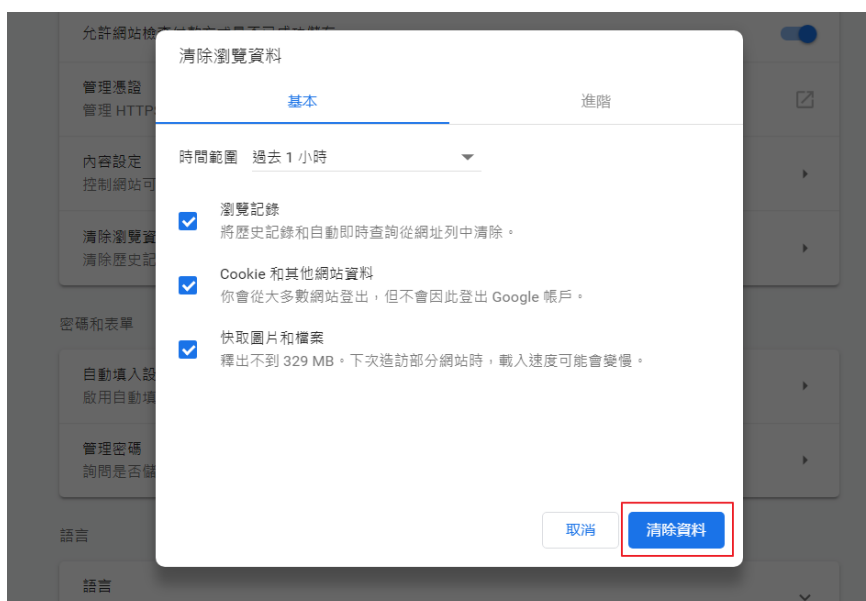 允許網站檢
清除瀏覽資料
基本
進階
管理憑證
管理 HTTP
時間範圍 過去 1 小時
內容設定
控制網站可
瀏覽記錄
將歷史記錄和自動即時查詢從網址列中清除。
清除瀏覽資
清除歷史記
Cookie 和其他網站資料
你會從大多數網站登出，但不會因此登出 Google 帳戶。
密碼和表單
快取圖片和檔案
釋出不到 329 MB。下次造訪部分網站時，載入速度可能會變慢。
自動填入設
啟用自動填
管理密碼
詢問是否儲
取消
清除資料
語言
語言